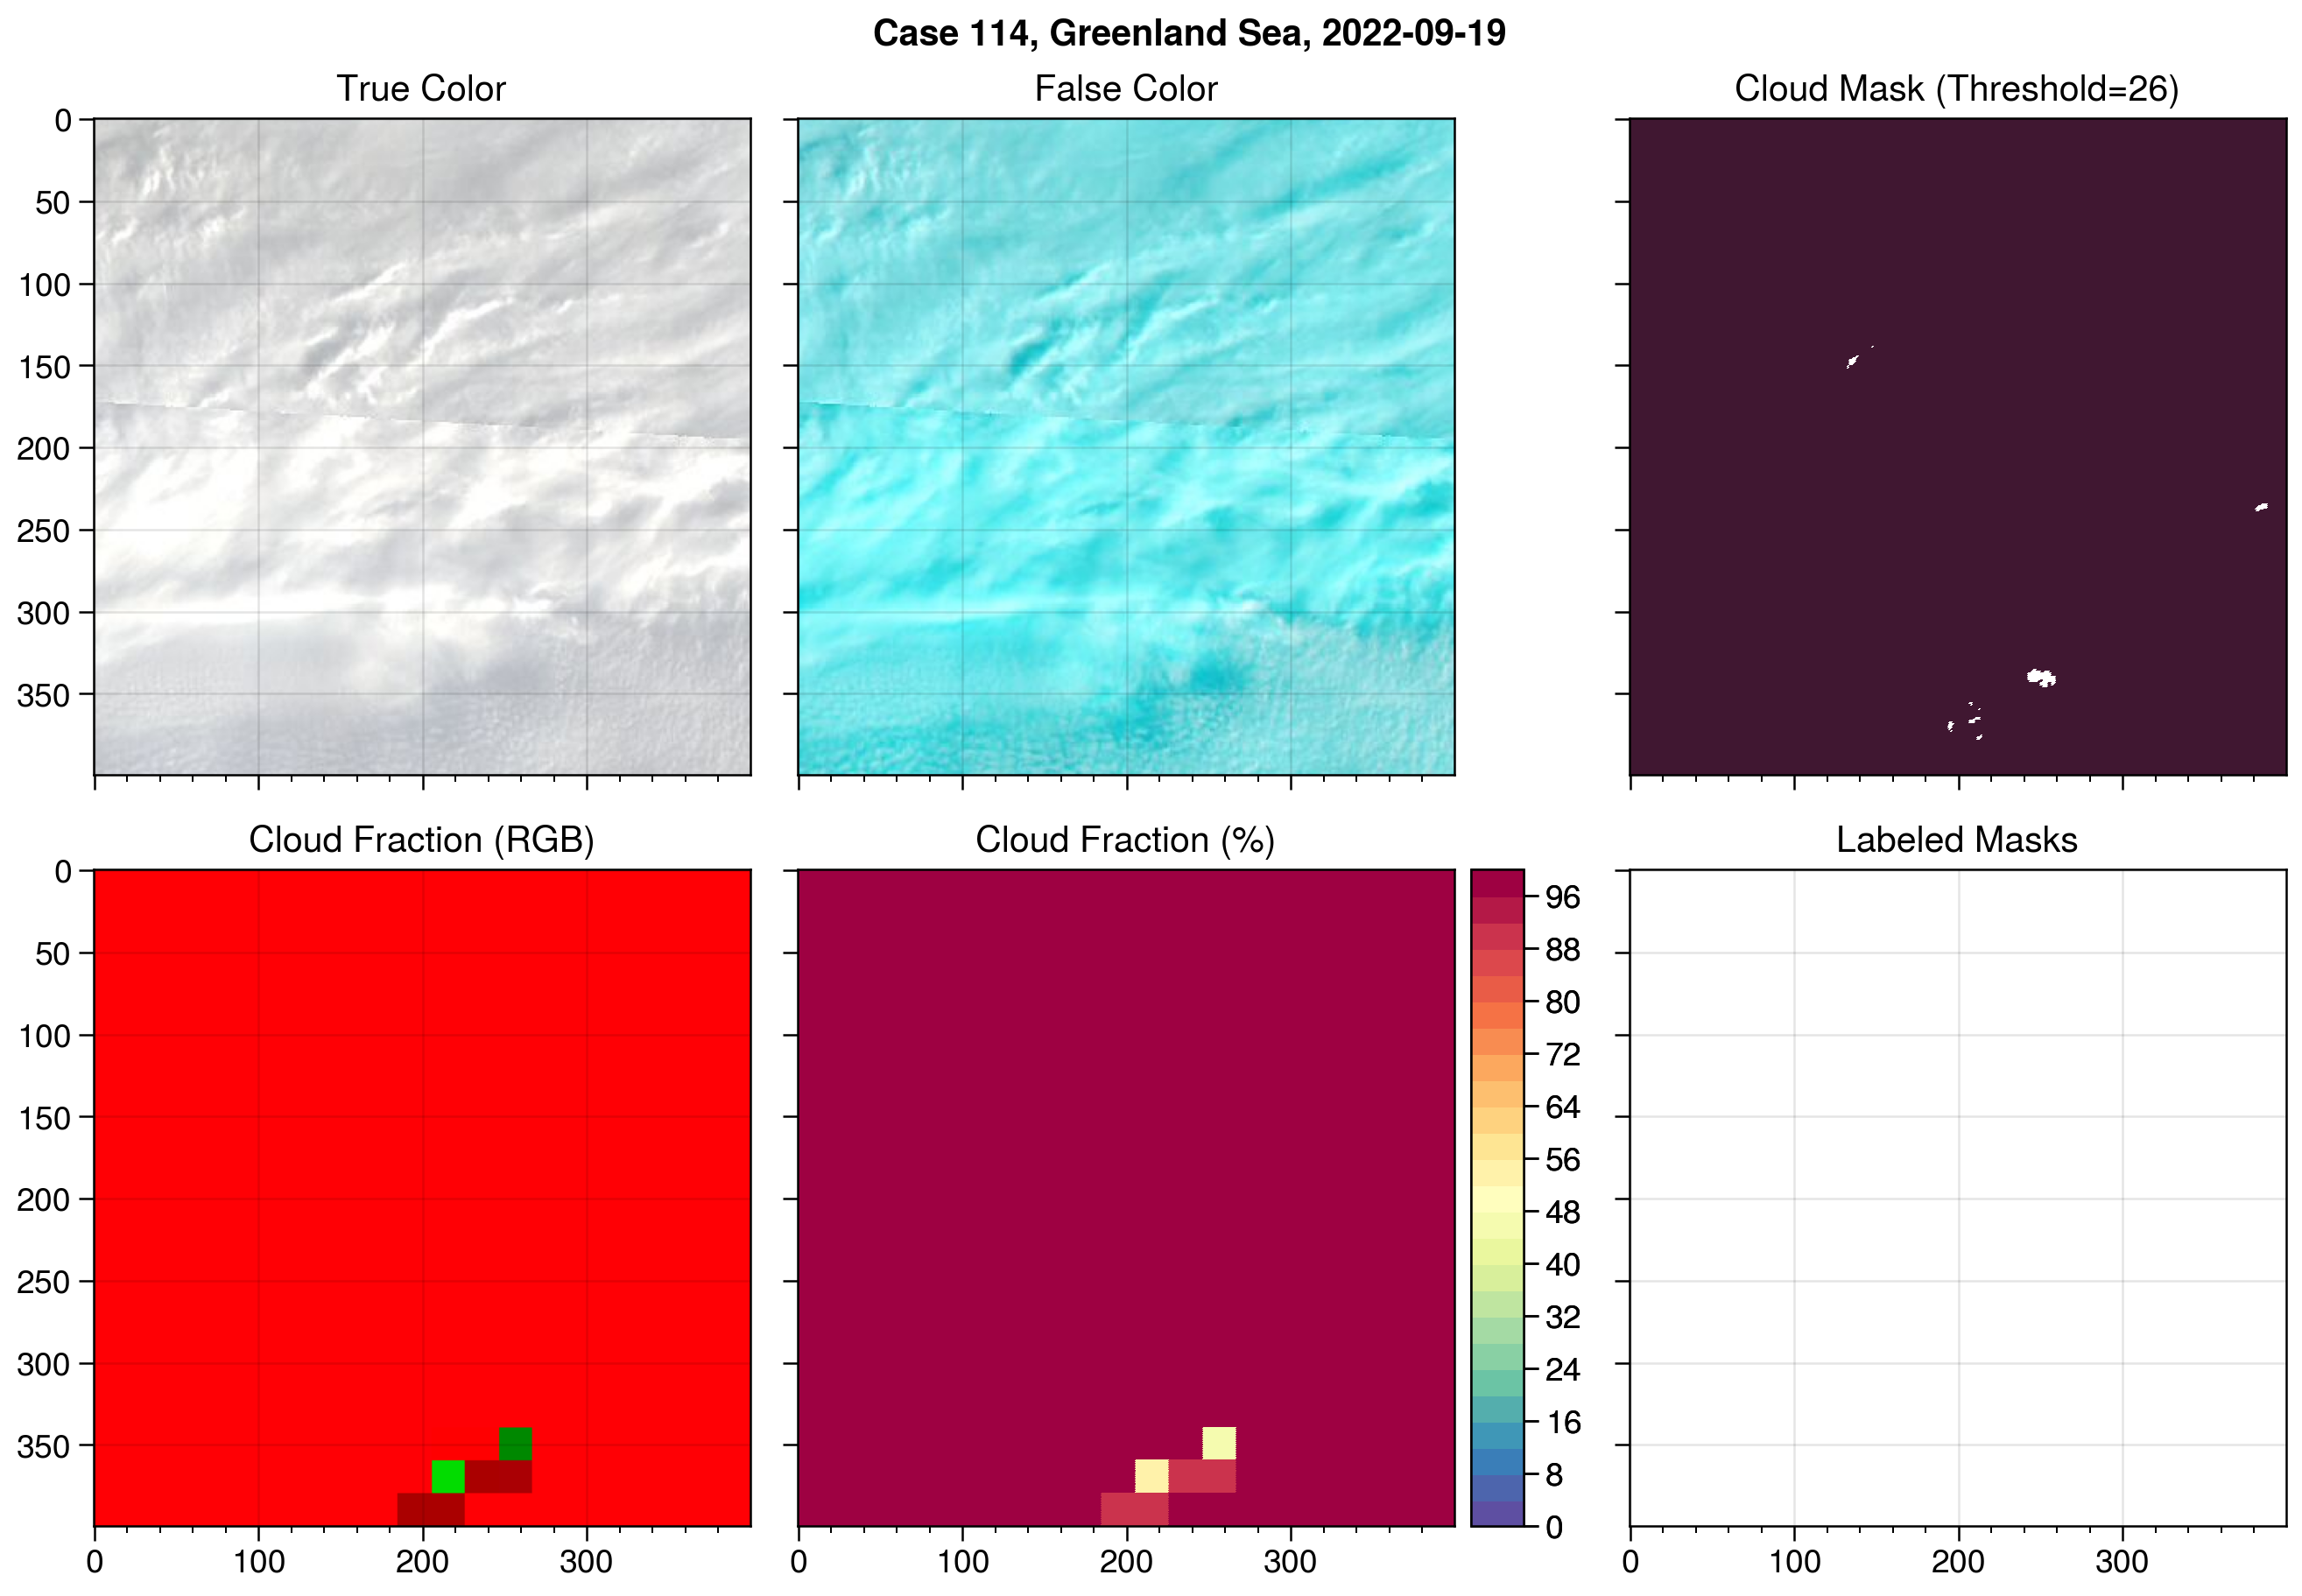 Case 114, Greenland Sea, 2022-09-19
True Color
False Color
Cloud Mask (Threshold=26)
0
50
100
150
200
250
300
350
Cloud Fraction (RGB)
Cloud Fraction (%)
Labeled Masks
0
50
100
150
200
250
300
350
96
88
80
72
64
56
48
40
32
24
16
8
0
0 100 200 300
0 100 200 300
0 100 200 300